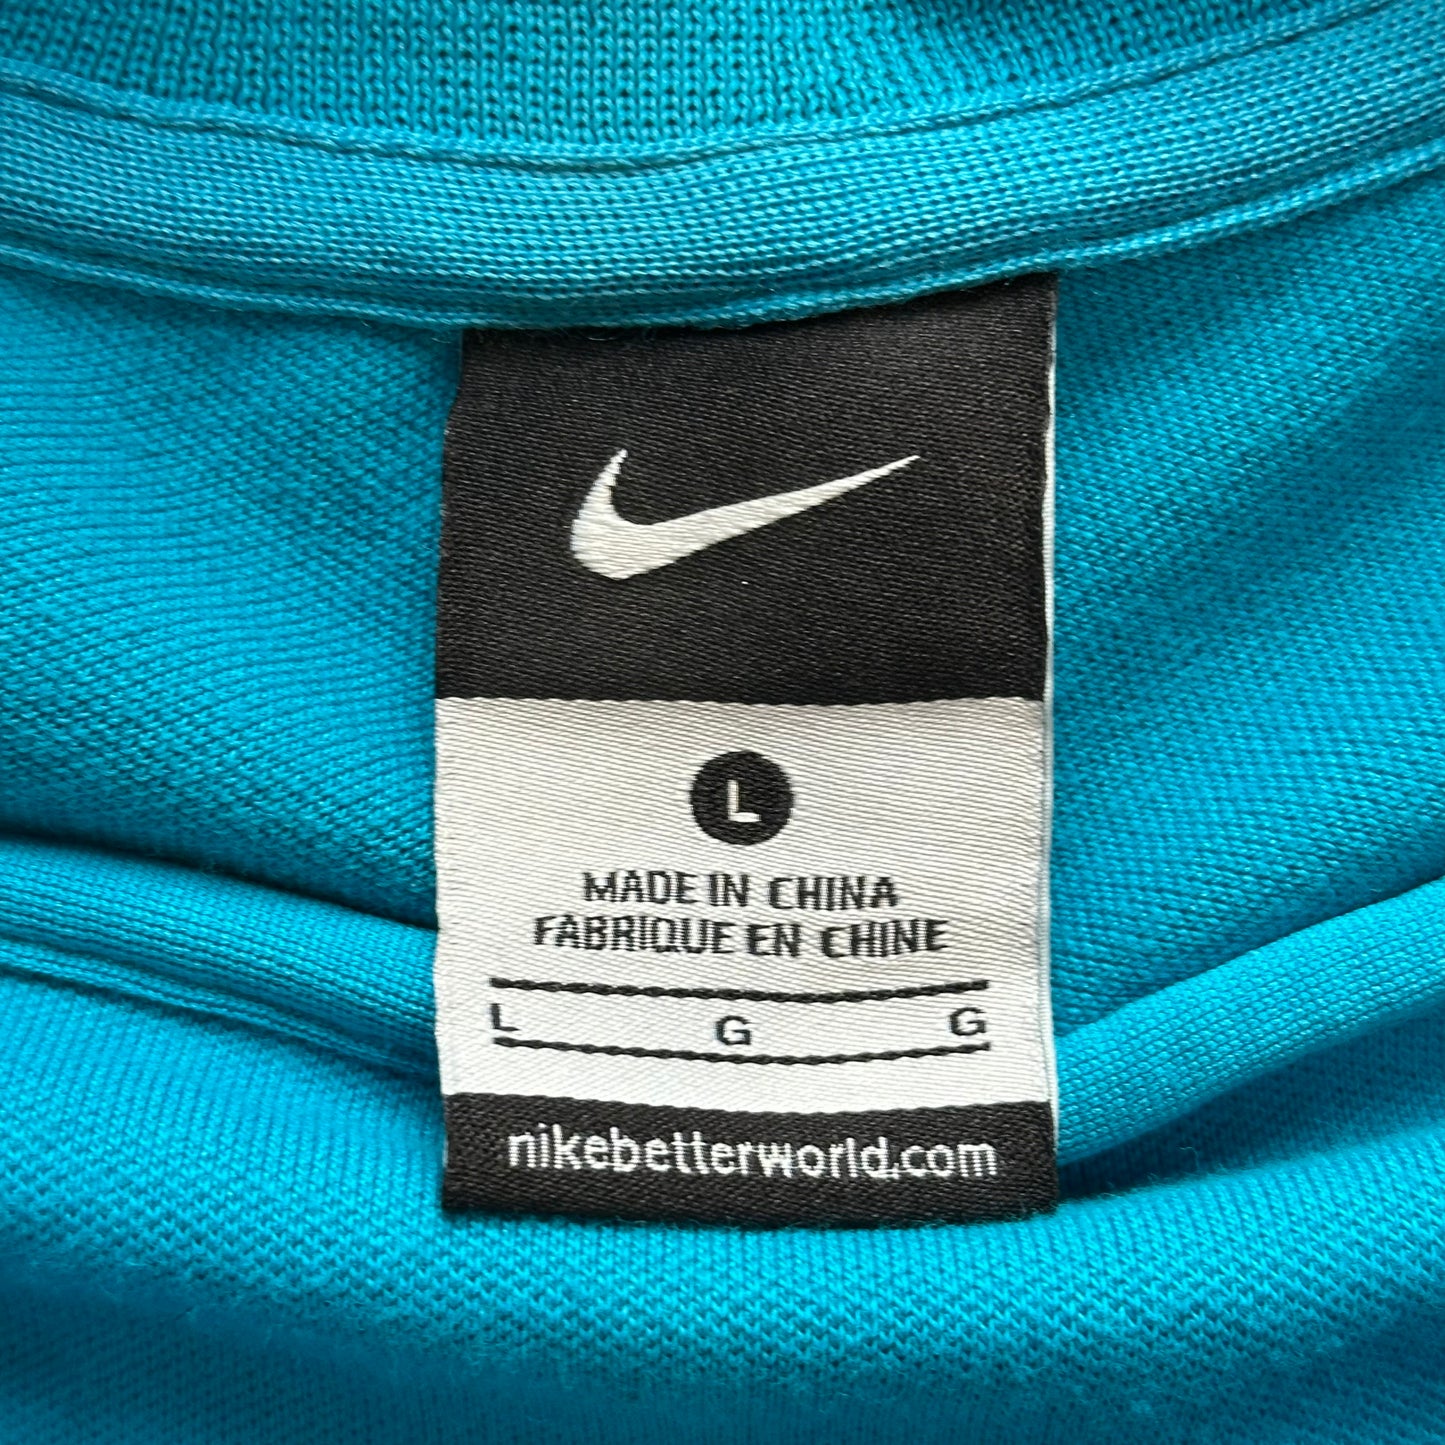 L
MADE IN CHINA
FABRIQUE EN CHINE
L G G
nikebetterworld.com